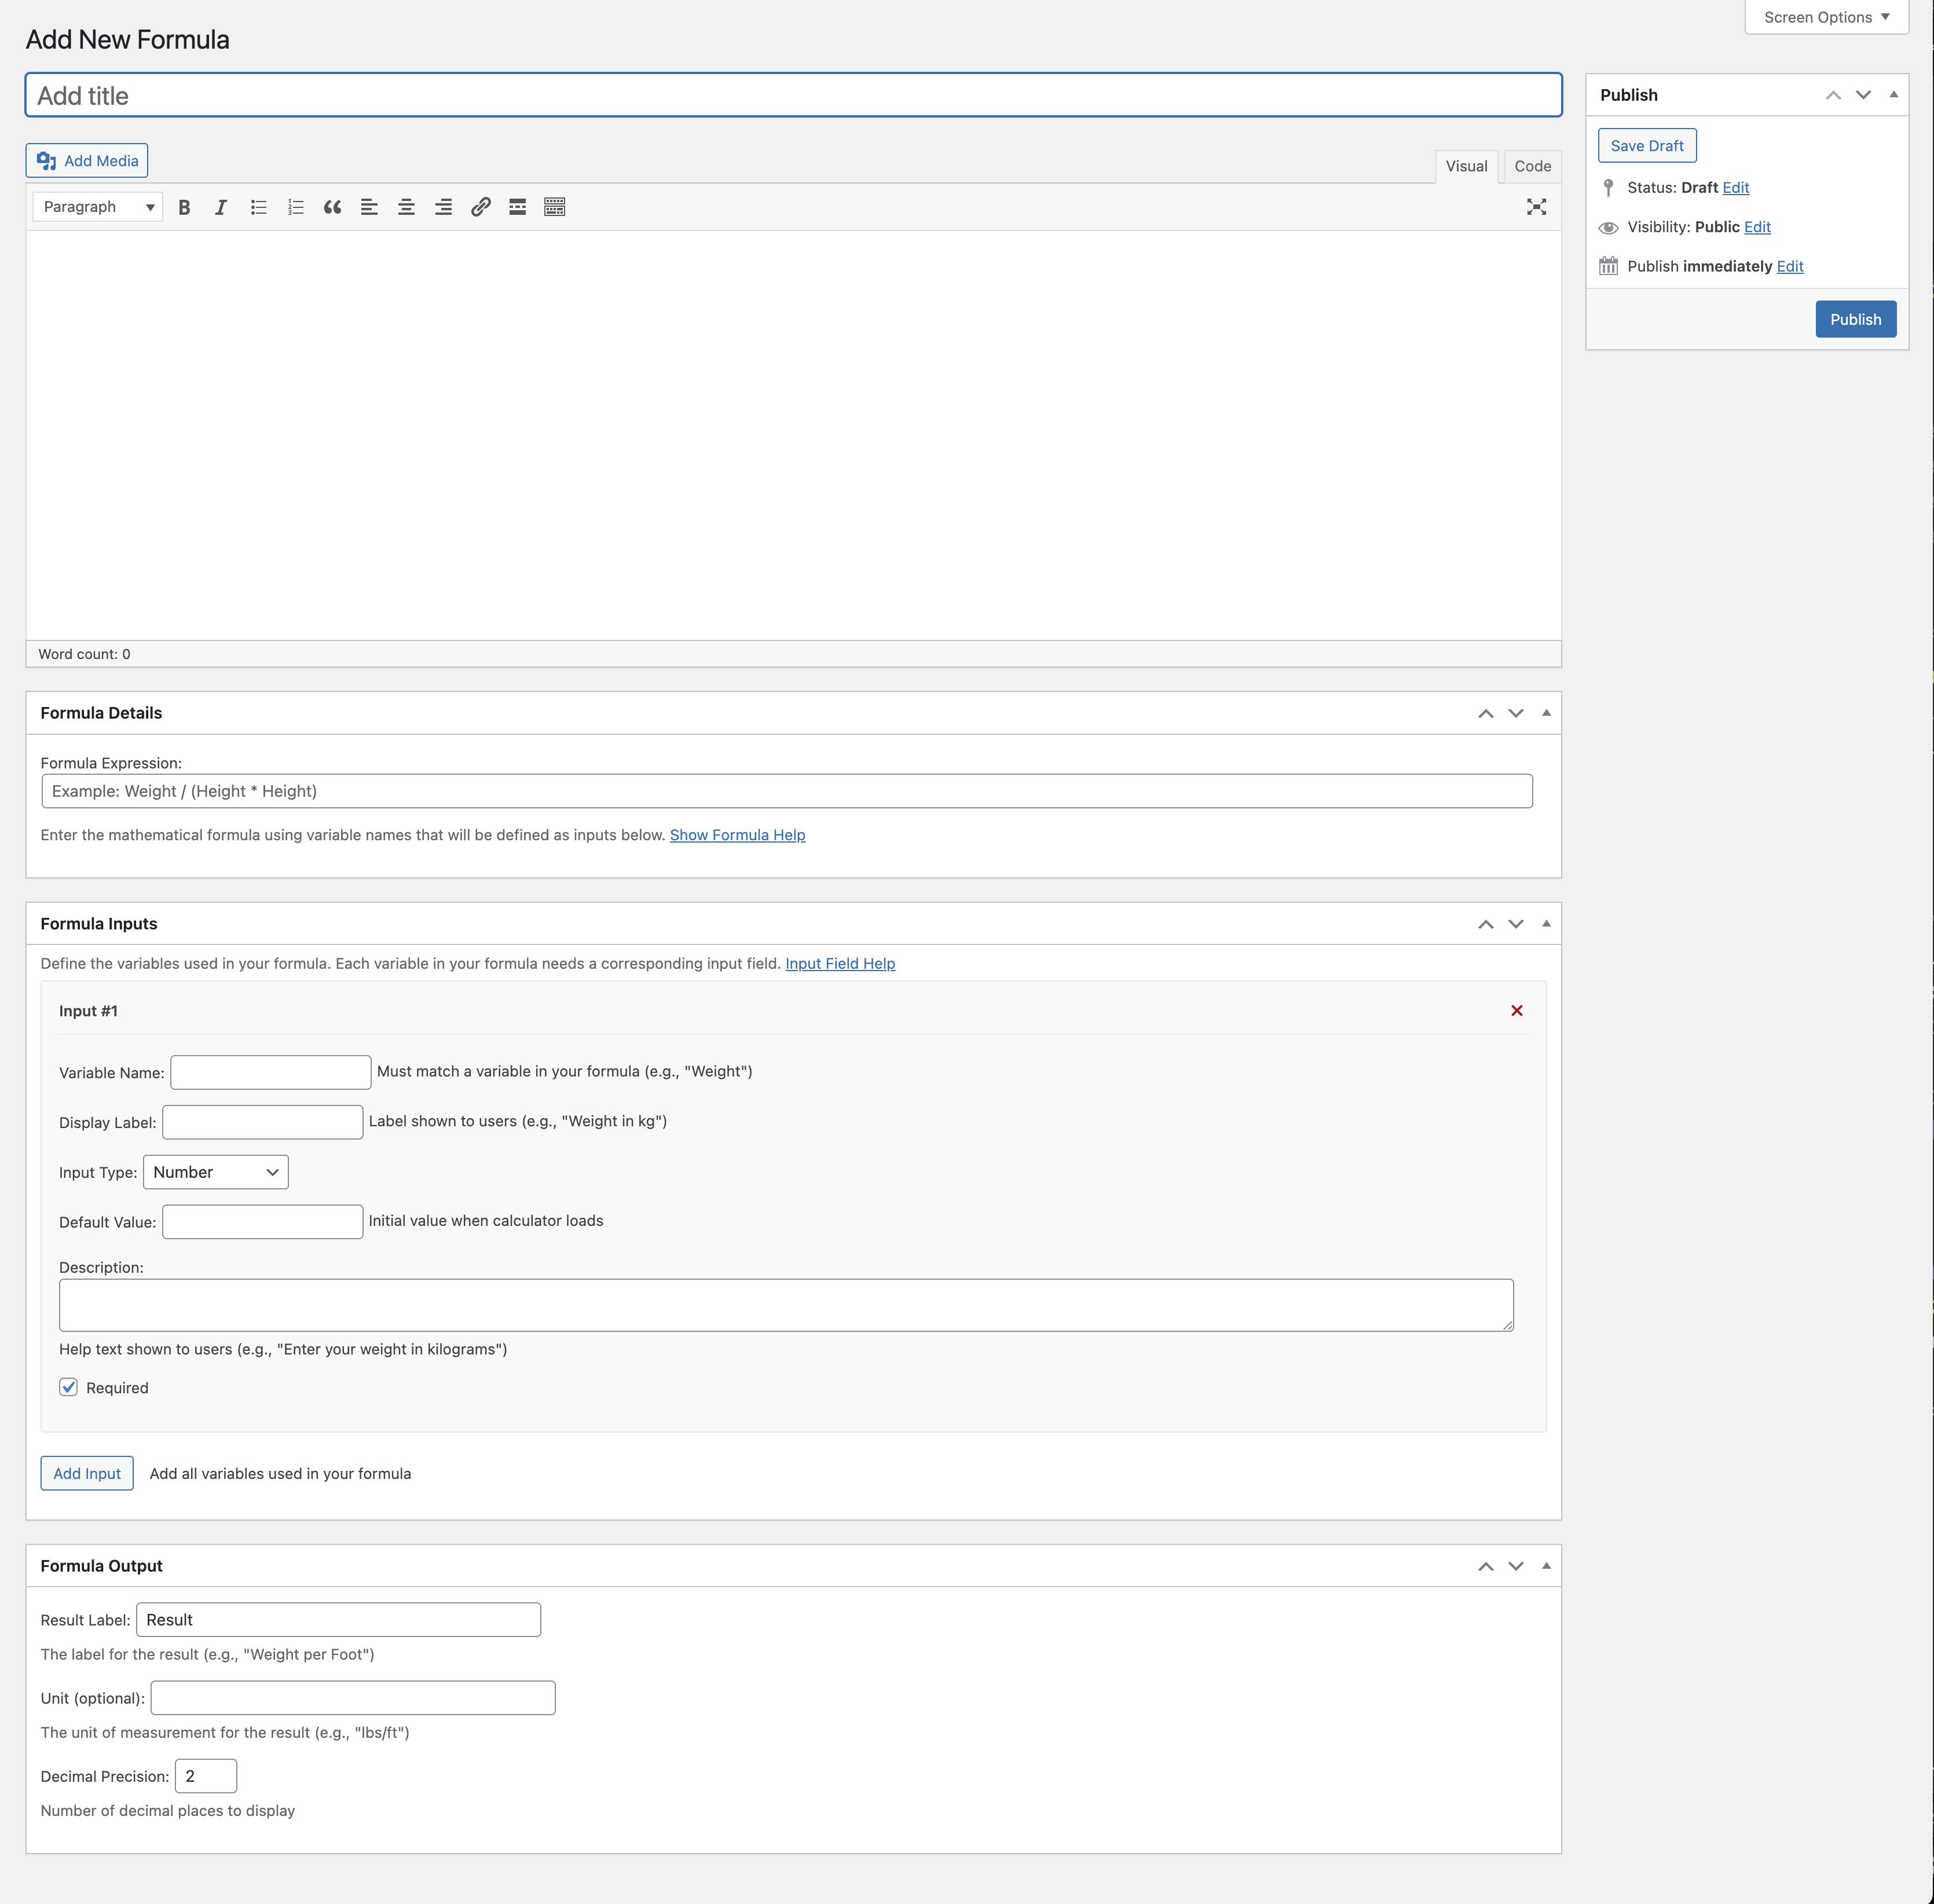 Screen Options
Add New Formula
Add title
Publish
Add Media
Visual
Code
Save Draft
Paragraph
Status: Draft Edit
Visibility: Public Edit
Publish immediately Edit
Publish
Word count: 0
Formula Details
Formula Expression:
Example: Weight / (Height * Height)
Enter the mathematical formula using variable names that will be defined as inputs below. Show Formula Help
Formula Inputs
Define the variables used in your formula. Each variable in your formula needs a corresponding input field. Input Field Help
Input #1
Variable Name: Must match a variable in your formula (e.g., "Weight")
Display Label: Label shown to users (e.g., "Weight in kg")
Input Type: Number
Default Value: Initial value when calculator loads
Description:
Help text shown to users (e.g., "Enter your weight in kilograms")
Required
Add Input Add all variables used in your formula
Formula Output
Result Label: Result
The label for the result (e.g., "Weight per Foot")
Unit (optional):
The unit of measurement for the result (e.g., "lbs/ft")
Decimal Precision: 2
Number of decimal places to display